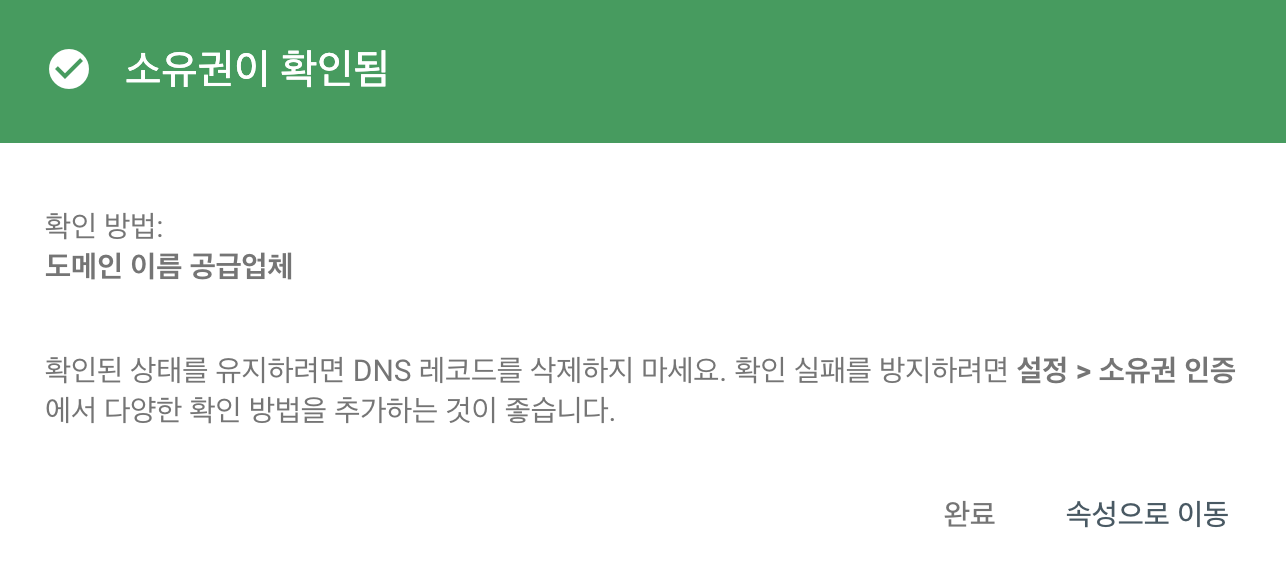 소유권이 확인됨
확인 방법:
도메인 이름 공급업체
확인된 상태를 유지하려면 DNS 레코드를 삭제하지 마세요. 확인 실패를 방지하려면 설정 > 소유권 인증
에서 다양한 확인 방법을 추가하는 것이 좋습니다.
완료 속성으로 이동